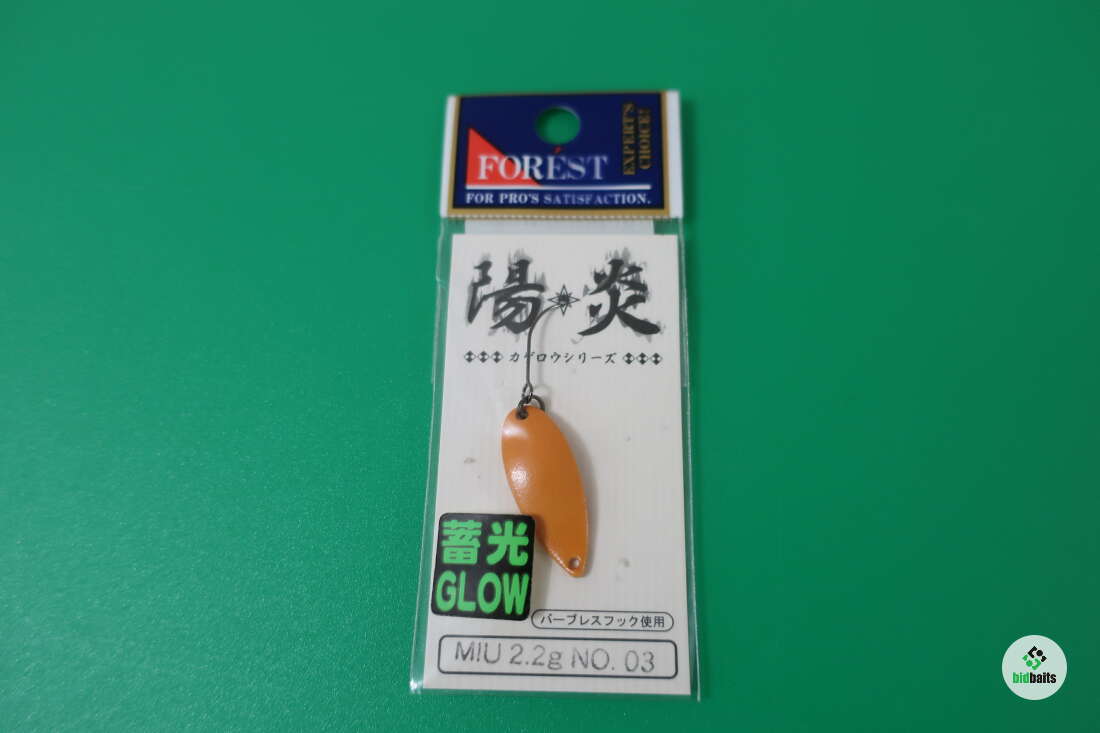 FORÉST
EXPERT'S
CHOICE!
FOR PRO'S SATISFACTION.
陽炎
カゲロウシリーズ
蓄光
GLOW
バーブレスフック使用
MIU 2.2g NO. 03
bidbaits